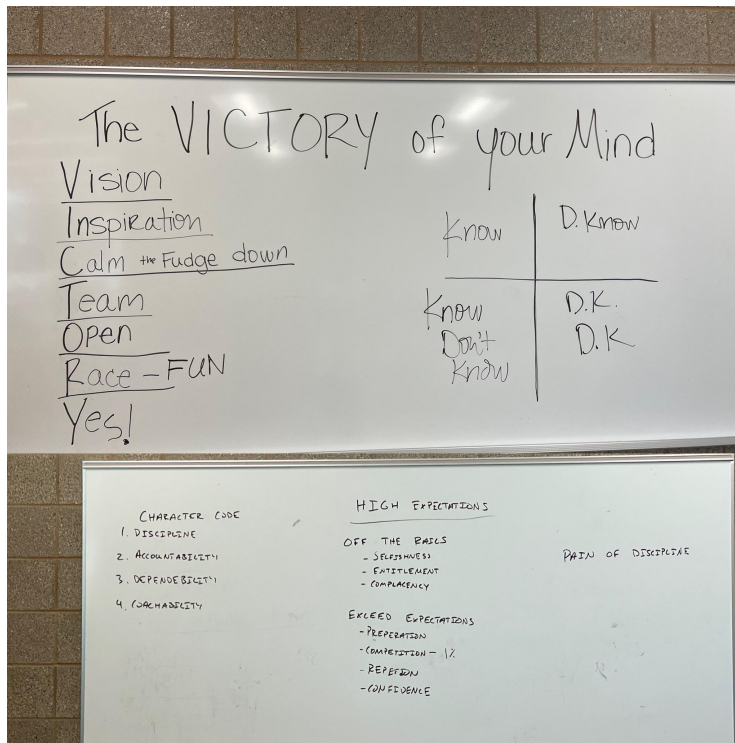 The VICTORY of your Mind
Vision
Inspiration
Calm the Fudge down
Team
Open
Race – FUN
Yes!
Know
D. Know
Know
Don't
Know
D.K.
D.K
CHARACTER CODE
1. DISCIPLINE
2. ACCOUNTABILITY
3. DEPENDEBILITY
4. COACHABILITY
HIGH EXPECTATIONS
OFF THE RAILS
- SELFISHNESS
- ENTITLEMENT
- COMPLACENCY
EXCEED EXPECTATIONS
- PREPERATION
- COMPETITION – 1%
- REPETION
- CONFIDENCE
PAIN OF DISCIPLINE